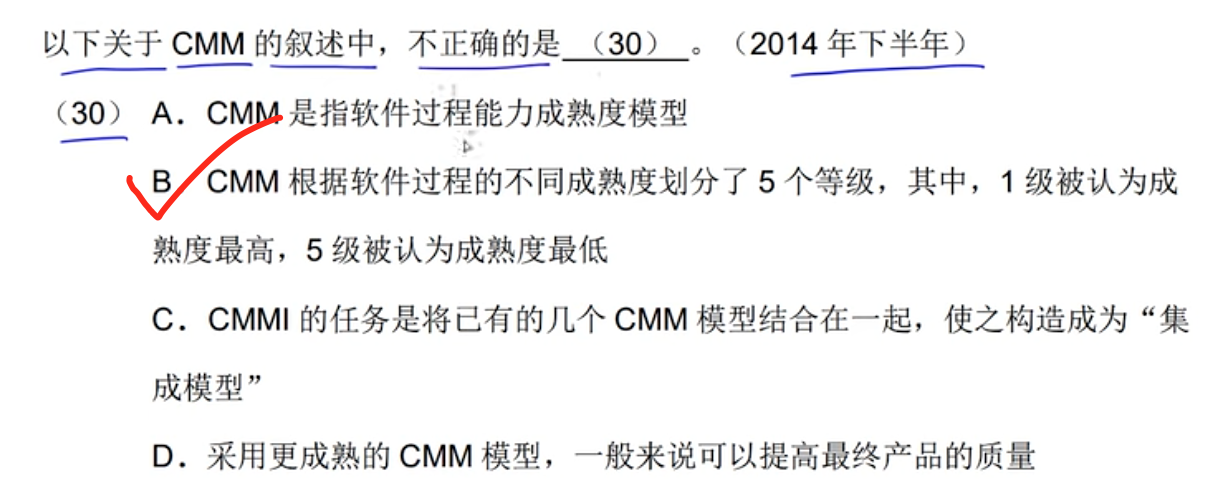 以下关于 CMM 的叙述中，不正确的是 （30） 。（2014 年下半年）
（30） A．CMM 是指软件过程能力成熟度模型
B CMM 根据软件过程的不同成熟度划分了 5 个等级，其中，1 级被认为成
熟度最高，5 级被认为成熟度最低
C．CMMI 的任务是将已有的几个 CMM 模型结合在一起，使之构造成为“集
成模型”
D．采用更成熟的 CMM 模型，一般来说可以提高最终产品的质量